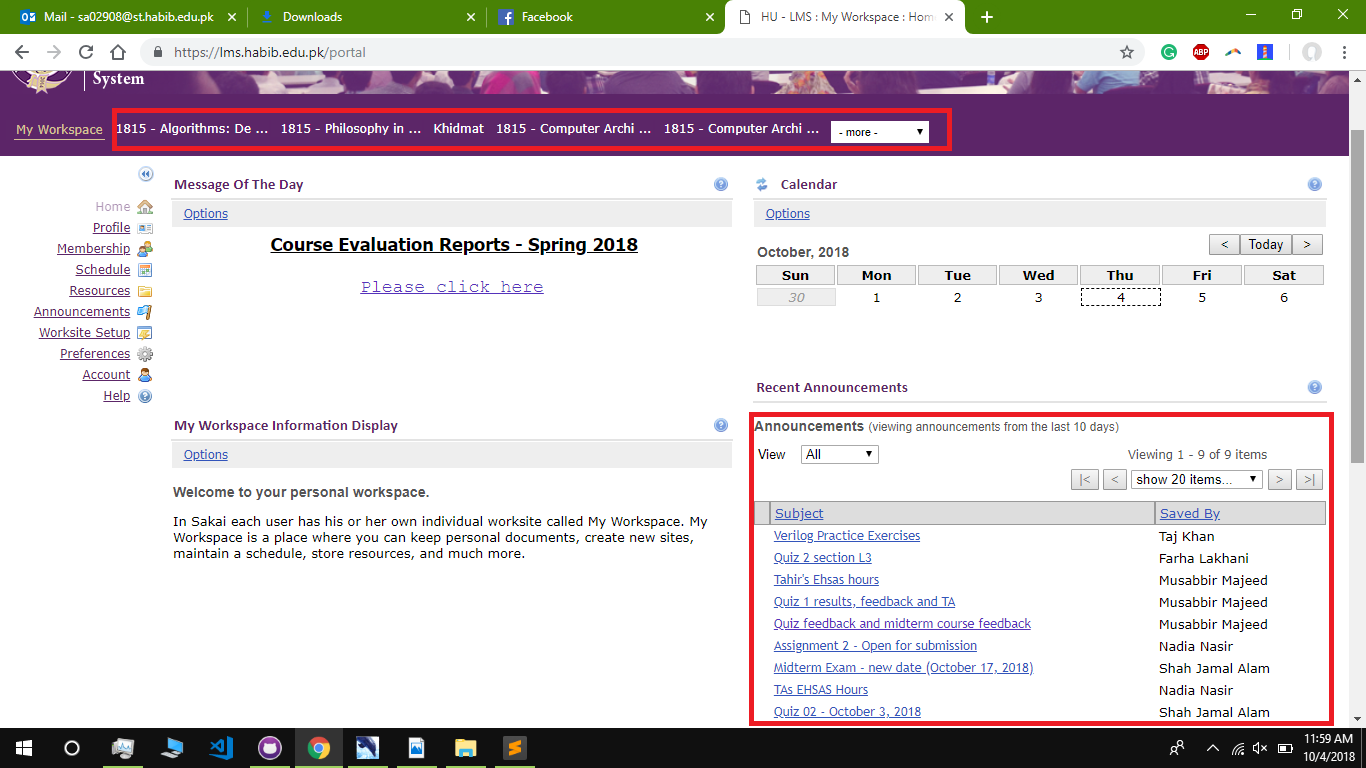 Mail - sa02908@st.habib.edu.pk
Downloads
Facebook
HU - LMS : My Workspace : Hom
https://lms.habib.edu.pk/portal
ABP
System
My Workspace
1815 - Algorithms: De ...
1815 - Philosophy in ...
Khidmat
1815 - Computer Archi ...
1815 - Computer Archi ...
- more -
Home
Profile
Membership
Schedule
Resources
Announcements
Worksite Setup
Preferences
Account
Help
Message Of The Day
Options
Course Evaluation Reports - Spring 2018
Please click here
My Workspace Information Display
Options
Welcome to your personal workspace.
In Sakai each user has his or her own individual worksite called My Workspace. My
Workspace is a place where you can keep personal documents, create new sites,
maintain a schedule, store resources, and much more.
Calendar
Options
October, 2018
< Today >
Sun Mon Tue Wed Thu Fri Sat
30 1 2 3 4 5 6
Recent Announcements
Announcements (viewing announcements from the last 10 days)
View All
Viewing 1 - 9 of 9 items
|< < show 20 items... > >|
Subject Saved By
Verilog Practice Exercises Taj Khan
Quiz 2 section L3 Farha Lakhani
Tahir's Ehsas hours Musabbir Majeed
Quiz 1 results, feedback and TA Musabbir Majeed
Quiz feedback and midterm course feedback Musabbir Majeed
Assignment 2 - Open for submission Nadia Nasir
Midterm Exam - new date (October 17, 2018) Shah Jamal Alam
TAs EHSAS Hours Nadia Nasir
Quiz 02 - October 3, 2018 Shah Jamal Alam
11:59 AM
10/4/2018